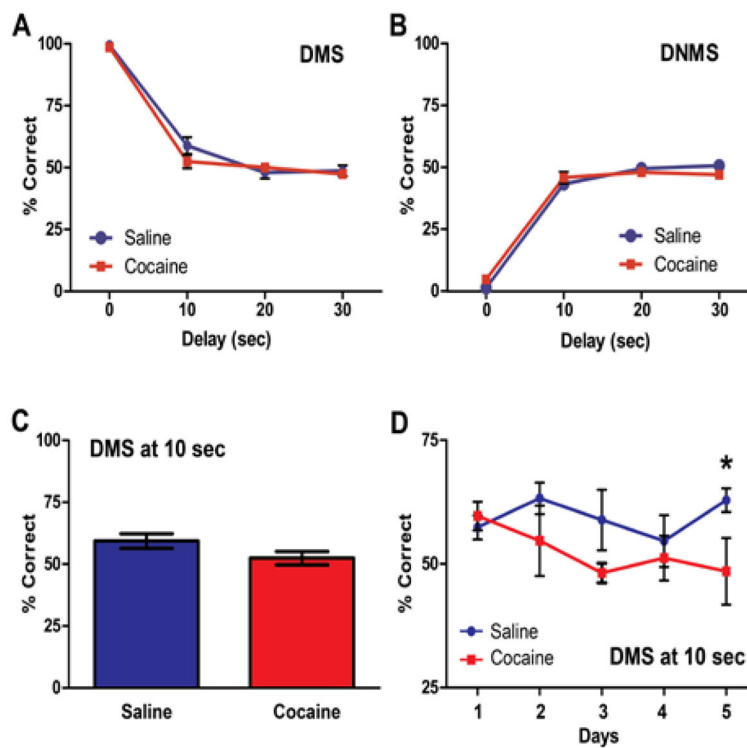 A
DMS
100
75
50
25
0
% Correct
Saline
Cocaine
0 10 20 30
Delay (sec)
B
DNMS
100
75
50
25
0
% Correct
Saline
Cocaine
0 10 20 30
Delay (sec)
C
DMS at 10 sec
100
75
50
25
0
% Correct
Saline Cocaine
D
*
75
50
25
% Correct
Saline
Cocaine
DMS at 10 sec
1 2 3 4 5
Days